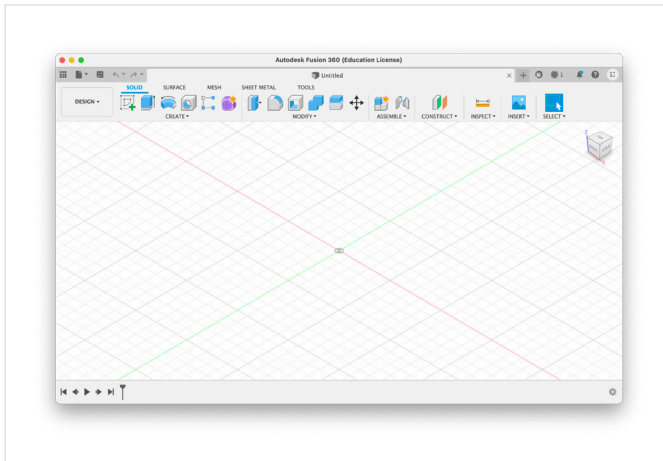 Autodesk Fusion 360 (Education License)
Untitled
1
SOLID SURFACE MESH SHEET METAL TOOLS
DESIGN
CREATE MODIFY ASSEMBLE CONSTRUCT INSPECT INSERT SELECT
Z